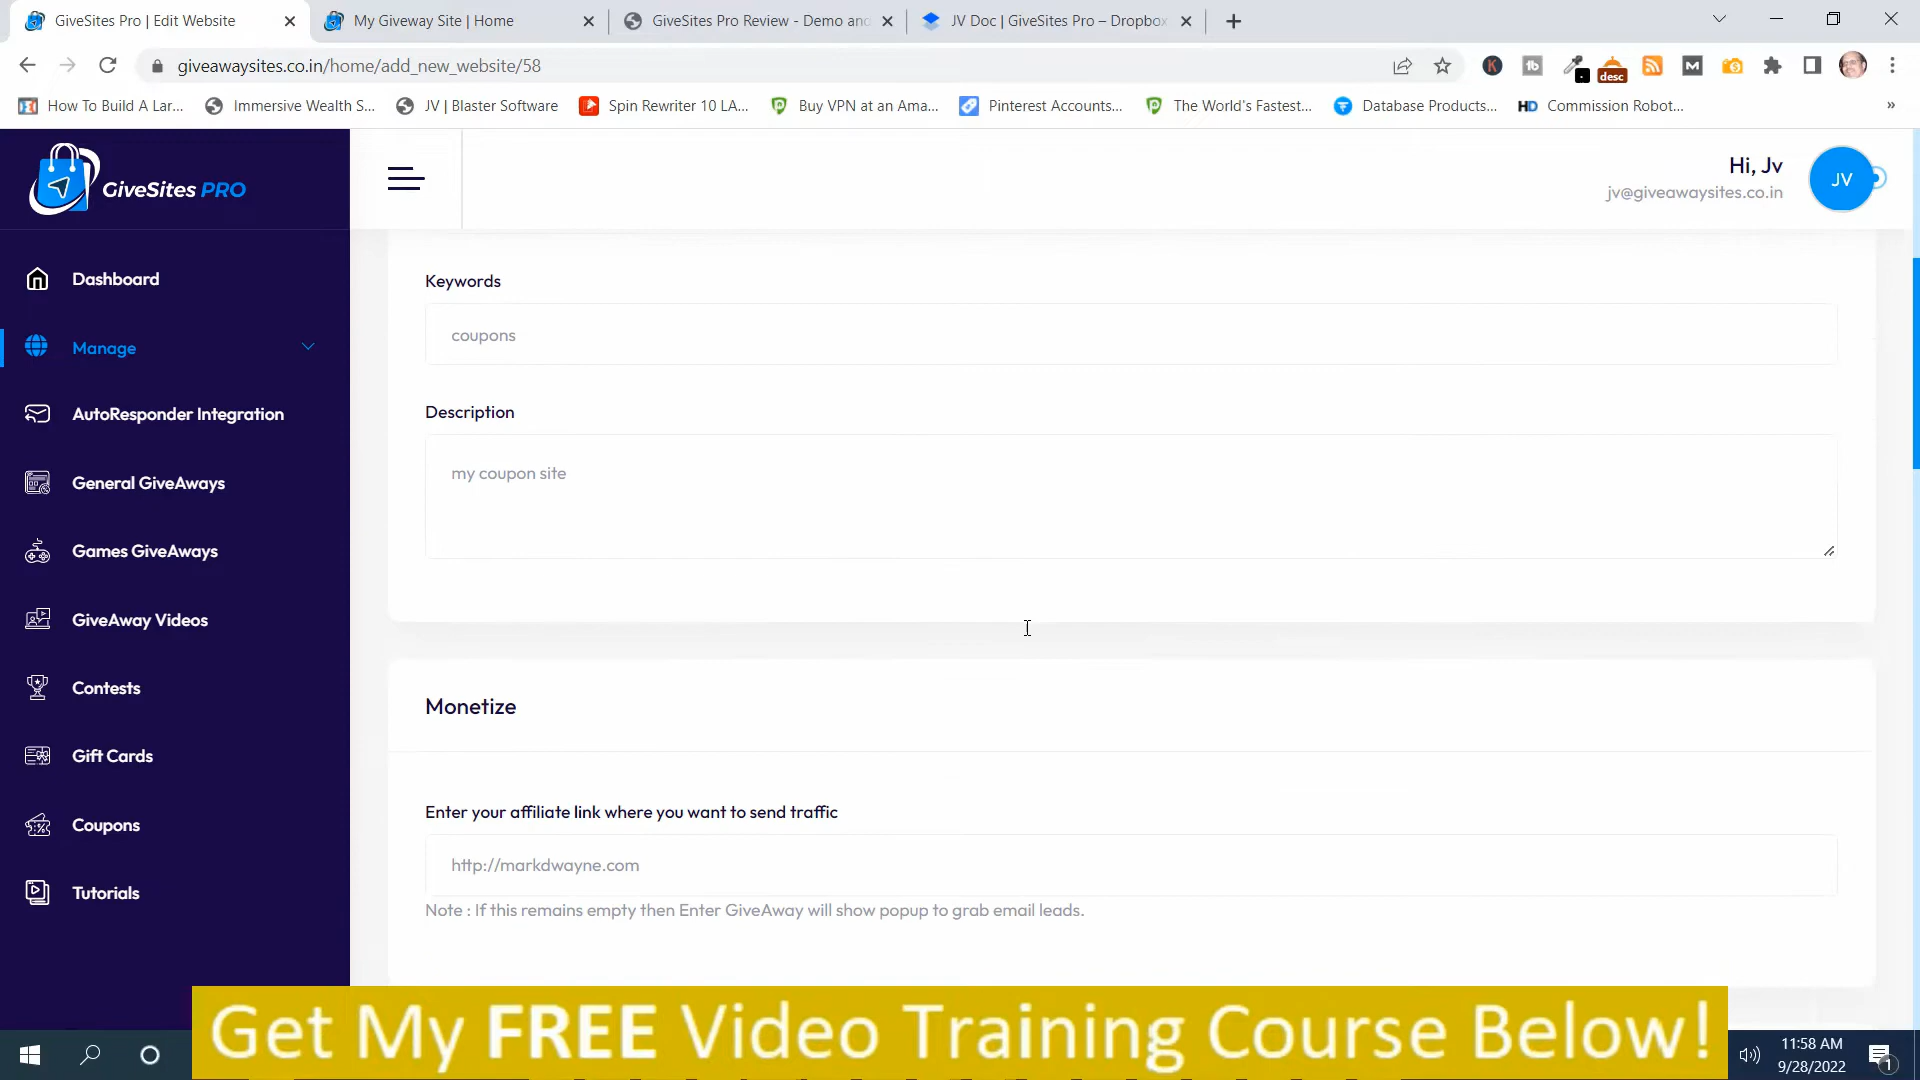 GiveSites Pro | Edit Website
My Giveway Site | Home
GiveSites Pro Review - Demo and
JV Doc | GiveSites Pro – Dropbox
giveawaysites.co.in/home/add_new_website/58
desc
How To Build A Lar...
Immersive Wealth S...
JV | Blaster Software
Spin Rewriter 10 LA...
Buy VPN at an Ama...
Pinterest Accounts...
The World's Fastest...
HD
Database Products...
Commission Robot...
GiveSites PRO
Hi, Jv
jv@giveawaysites.co.in
JV
Dashboard
Manage
AutoResponder Integration
General GiveAways
Games GiveAways
GiveAway Videos
Contests
Gift Cards
Coupons
Tutorials
Keywords
coupons
Description
my coupon site
Monetize
Enter your affiliate link where you want to send traffic
http://markdwayne.com
Note : If this remains empty then Enter GiveAway will show popup to grab email leads.
Get My FREE Video Training Course Below!
11:58 AM
9/28/2022
1